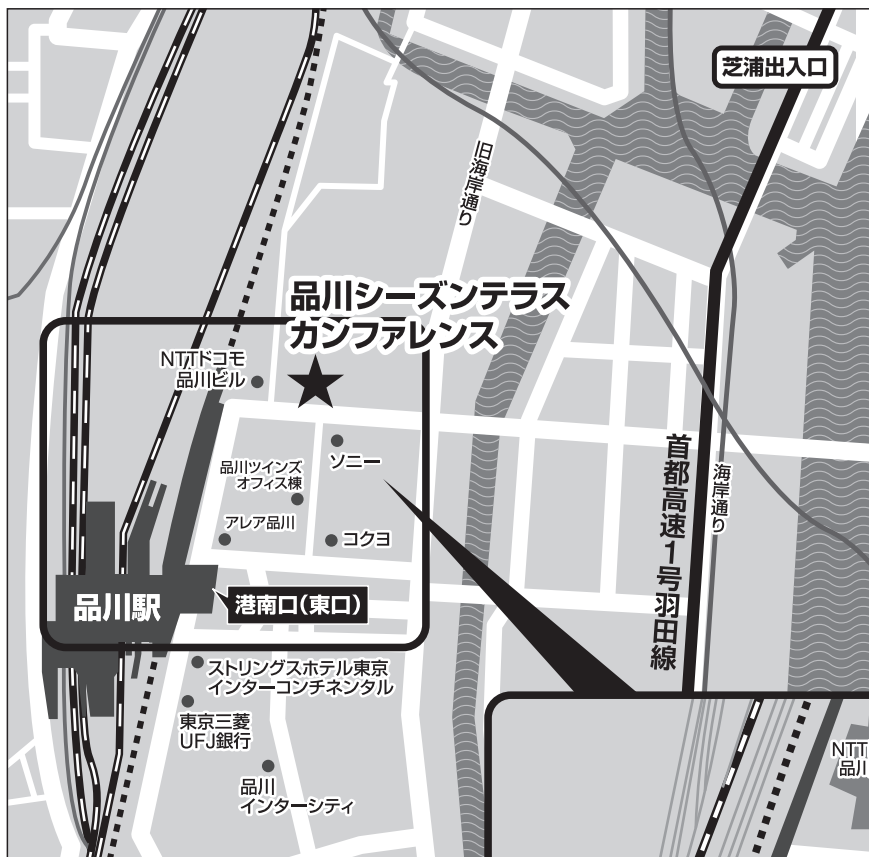 芝浦出入口
旧海岸通り
品川シーズンテラス
カンファレンス
NTTドコモ
品川ビル
ソニー
品川ツインズ
オフィス棟
アレア品川
コクヨ
首都高速1号羽田線
海岸通り
品川駅
港南口(東口)
ストリングスホテル東京
インターコンチネンタル
東京三菱
UFJ銀行
品川
インターシティ
NTT
品川